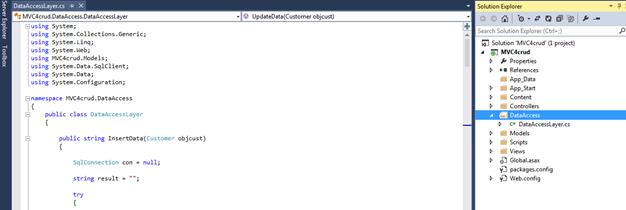 Server Explorer
Toolbox
DataAccessLayer.cs
MVC4crud.DataAccess.DataAccessLayer
UpdateData(Customer objcust)
using System;
using System.Collections.Generic;
using System.Linq;
using System.Web;
using MVC4crud.Models;
using System.Data.SqlClient;
using System.Data;
using System.Configuration;
namespace MVC4crud.DataAccess
{
public class DataAccessLayer
{
public string InsertData(Customer objcust)
{
SqlConnection con = null;
string result = "";
try
{
Solution Explorer
Search Solution Explorer (Ctrl+;)
Solution 'MVC4crud' (1 project)
MVC4crud
Properties
References
App_Data
App_Start
Content
Controllers
DataAccess
C# DataAccessLayer.cs
Models
Scripts
Views
Global.asax
packages.config
Web.config